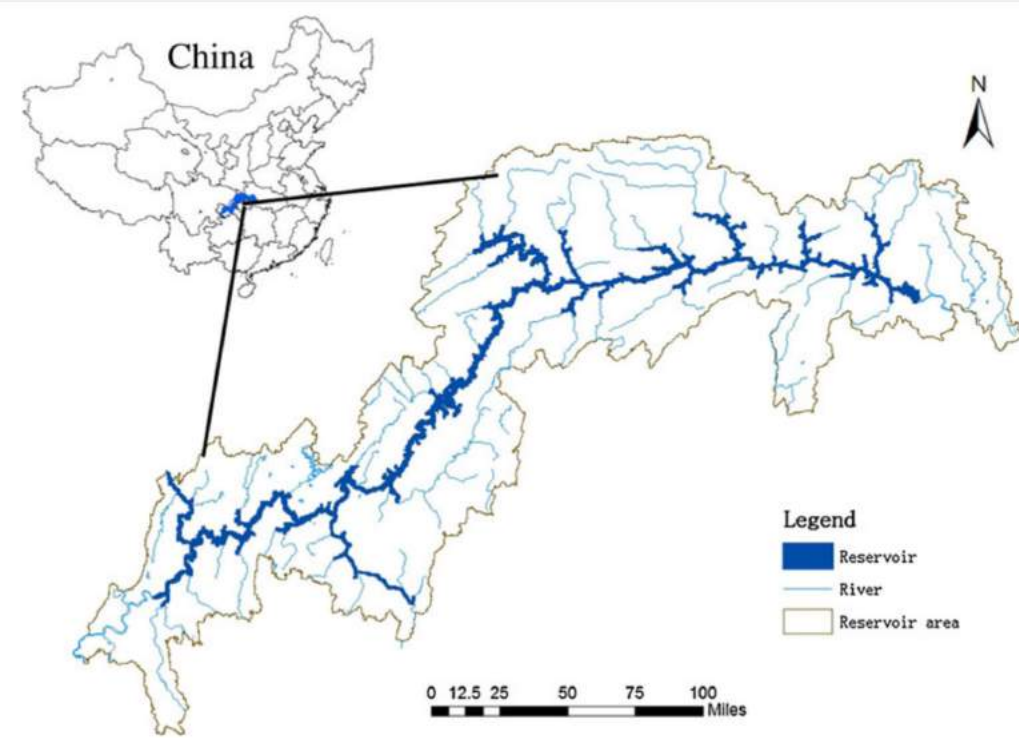 China
N
Legend
Reservoir
River
Reservoir area
0 12.5 25 50 75 100
Miles